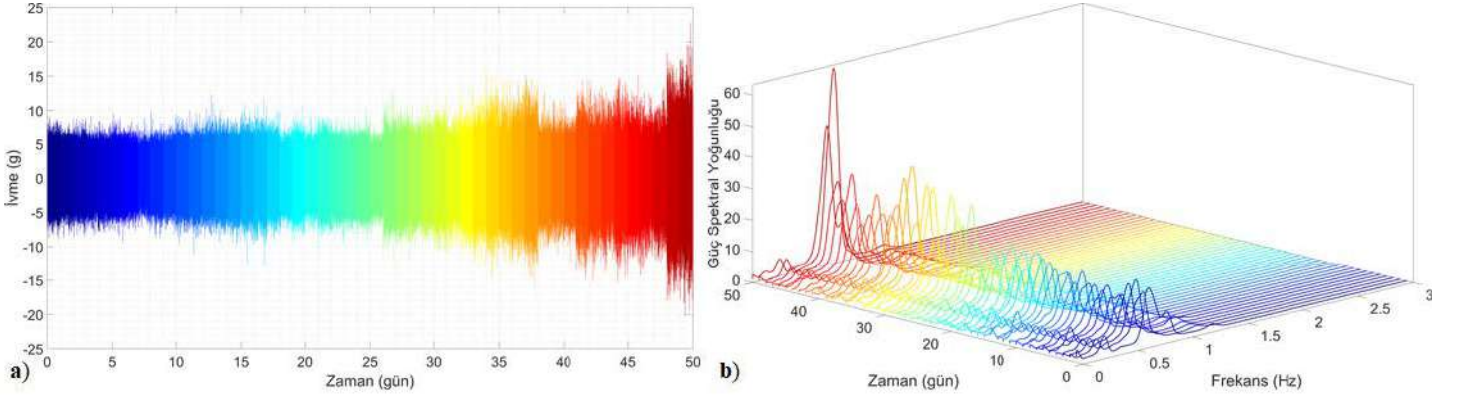 25
20
15
10
5
0
-5
-10
-15
-20
-25
İvme (g)
0 5 10 15 20 25 30 35 40 45 50
Zaman (gün)
a)
60
50
40
30
20
10
0
Güç Spektral Yoğunluğu
50 40 30 20 10 0
Zaman (gün)
0 0.5 1 1.5 2 2.5 3
Frekans (Hz)
b)